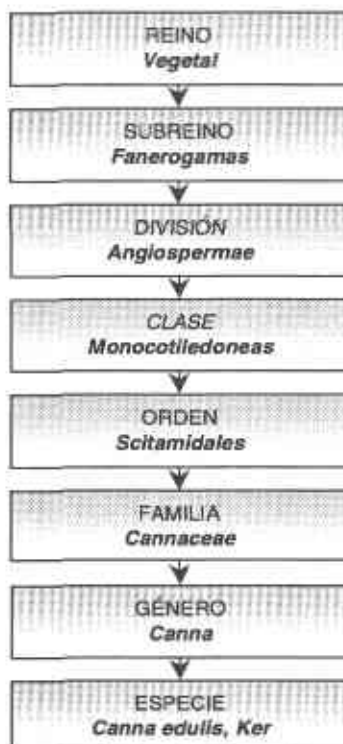 REINO
Vegetal
SUBREINO
Fanerogamas
DIVISIÓN
Angiospermae
CLASE
Monocotiledoneas
ORDEN
Scitamidales
FAMILIA
Cannaceae
GÉNERO
Canna
ESPECIE
Canna edulis, Ker